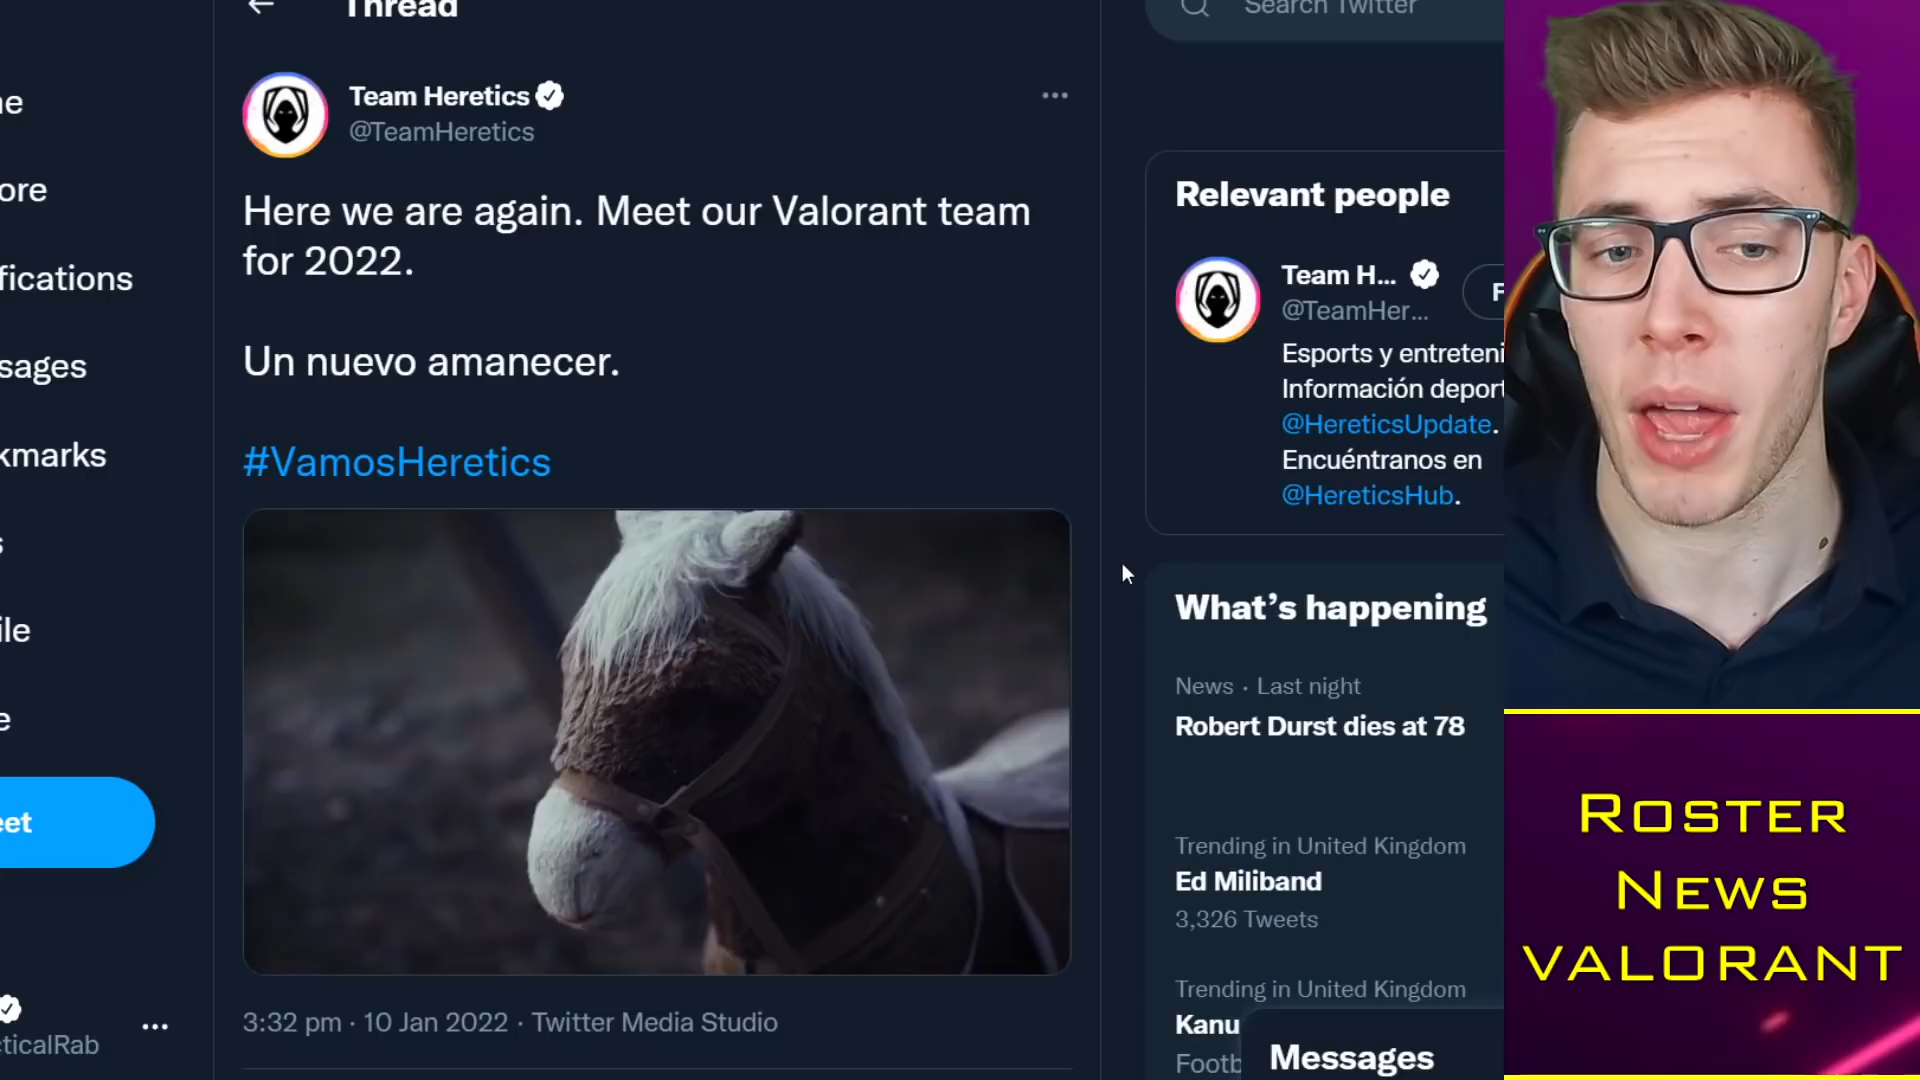 Thread
Search Twitter
Team Heretics
@TeamHeretics
Here we are again. Meet our Valorant team
for 2022.
Un nuevo amanecer.
#VamosHeretics
3:32 pm · 10 Jan 2022 · Twitter Media Studio
ore
fications
sages
kmarks
ile
eet
cticalRab
Relevant people
Team H...
@TeamHer...
F
Esports y entreteni
Información deport
@HereticsUpdate.
Encuéntranos en
@HereticsHub.
What's happening
News · Last night
Robert Durst dies at 78
Trending in United Kingdom
Ed Miliband
3,326 Tweets
Trending in United Kingdom
Kanu
Footb
Messages
ROSTER
NEWS
VALORANT